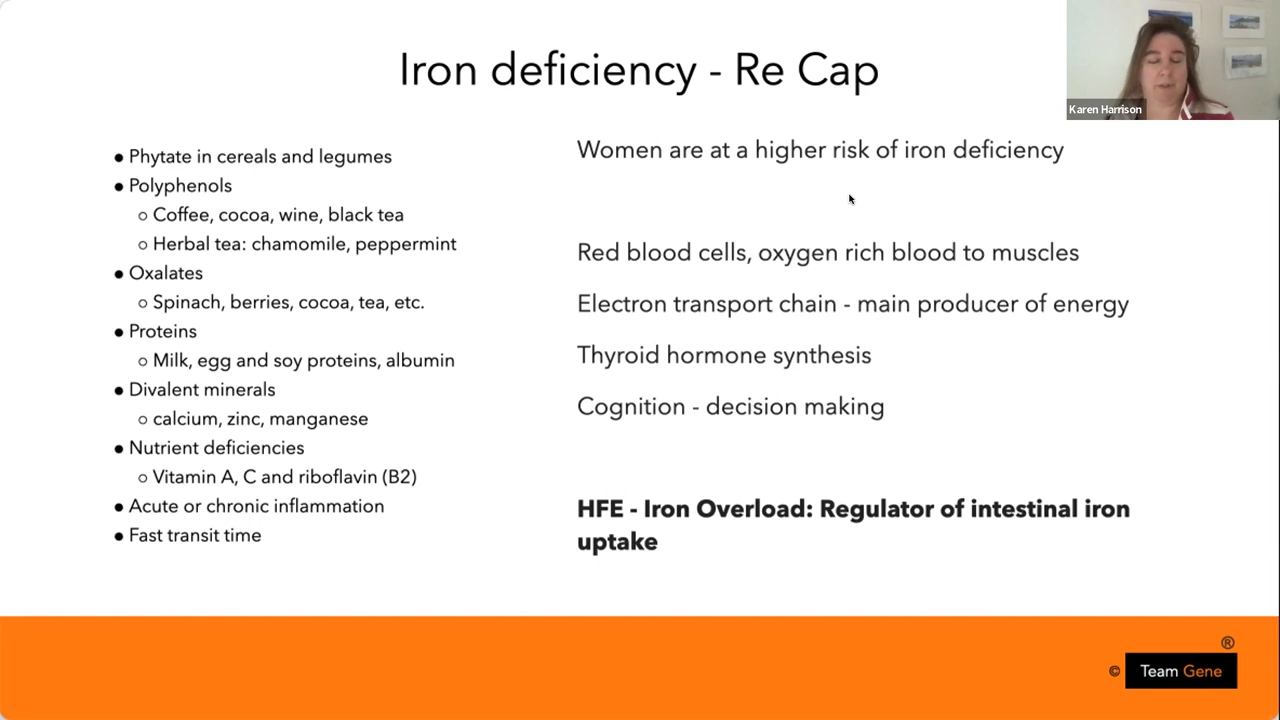 Iron deficiency - Re Cap
Karen Harrison
● Phytate in cereals and legumes
● Polyphenols
○ Coffee, cocoa, wine, black tea
○ Herbal tea: chamomile, peppermint
● Oxalates
○ Spinach, berries, cocoa, tea, etc.
● Proteins
○ Milk, egg and soy proteins, albumin
● Divalent minerals
○ calcium, zinc, manganese
● Nutrient deficiencies
○ Vitamin A, C and riboflavin (B2)
● Acute or chronic inflammation
● Fast transit time
Women are at a higher risk of iron deficiency
Red blood cells, oxygen rich blood to muscles
Electron transport chain - main producer of energy
Thyroid hormone synthesis
Cognition - decision making
HFE - Iron Overload: Regulator of intestinal iron
uptake
®
© Team Gene